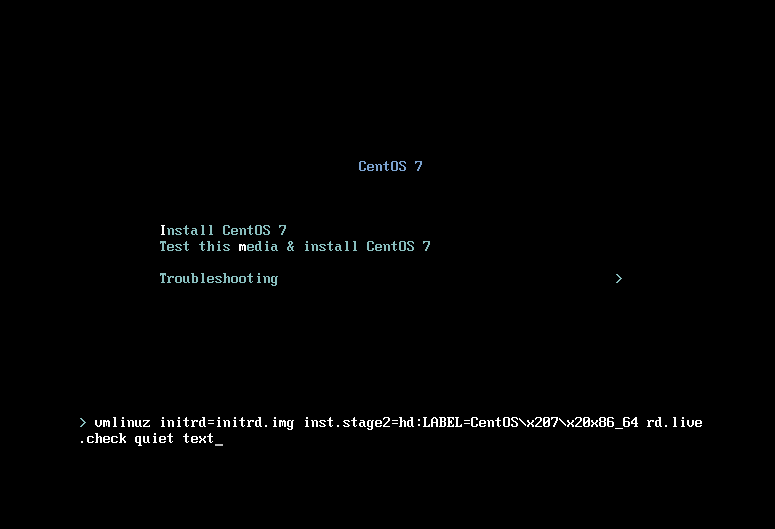 CentOS 7
Install CentOS 7
Test this media & install CentOS 7
Troubleshooting >
> vmlinuz initrd=initrd.img inst.stage2=hd:LABEL=CentOS\x207\x20x86_64 rd.live
.check quiet text_